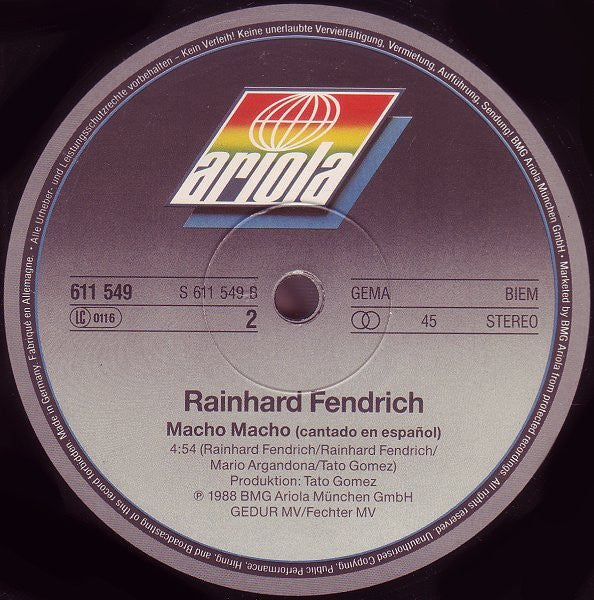 Alle Urheber- und Leistungsschutzrechte vorbehalten – Kein Verleih! Keine unerlaubte Vervielfältigung, Vermietung, Aufführung, Sendung! BMG Ariola München GmbH • Marketed by BMG Ariola from protected recordings. All rights reserved. Unauthorised Copying, Public Performance, Hiring, and Broadcasting of this record forbidden. Made in Germany. Fabriqué en Allemagne. •
ariola
611 549 S 611 549 B GEMA BIEM
LC 0116 2 45 STEREO
Rainhard Fendrich
Macho Macho (cantado en español)
4:54 (Rainhard Fendrich/Rainhard Fendrich/
Mario Argandona/Tato Gomez)
Produktion: Tato Gomez
℗ 1988 BMG Ariola München GmbH
GEDUR MV/Fechter MV